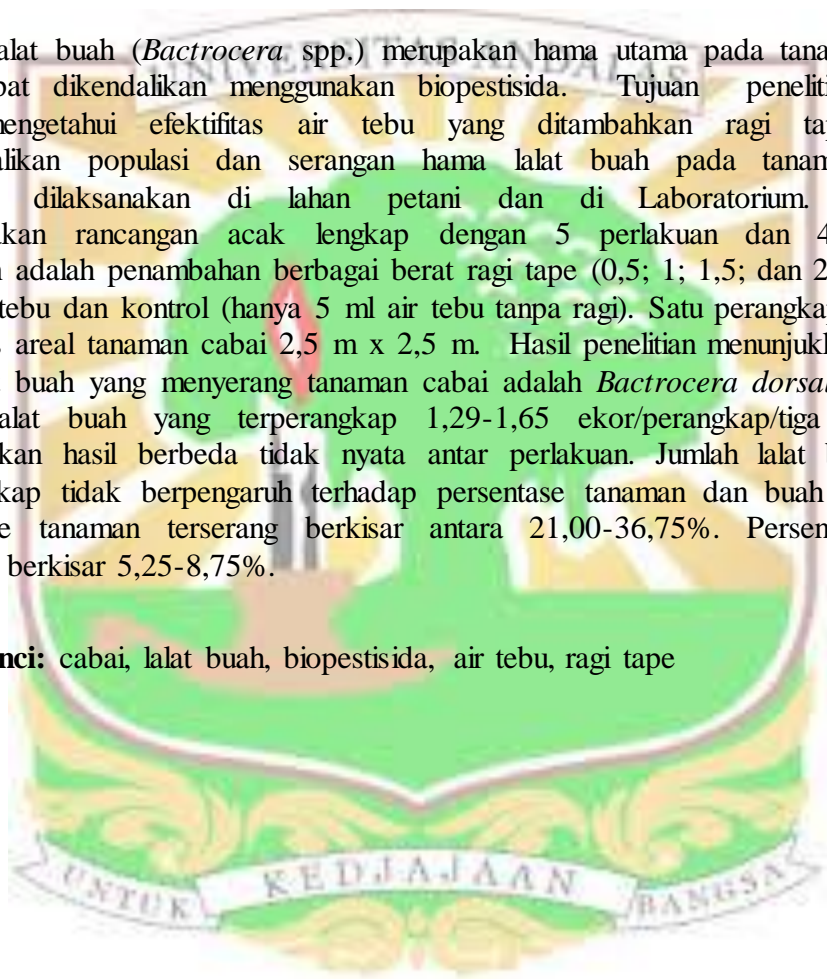 UNIVERSITAS ANDALAS
alat buah (Bactrocera spp.) merupakan hama utama pada tana
pat dikendalikan menggunakan biopestisida. Tujuan peneliti
mengetahui efektifitas air tebu yang ditambahkan ragi tap
alikan populasi dan serangan hama lalat buah pada tanam
dilaksanakan di lahan petani dan di Laboratorium.
akan rancangan acak lengkap dengan 5 perlakuan dan 4
n adalah penambahan berbagai berat ragi tape (0,5; 1; 1,5; dan 2
tebu dan kontrol (hanya 5 ml air tebu tanpa ragi). Satu perangka
s areal tanaman cabai 2,5 m x 2,5 m. Hasil penelitian menunjuk
t buah yang menyerang tanaman cabai adalah Bactrocera dorsal
alat buah yang terperangkap 1,29-1,65 ekor/perangkap/tiga
kan hasil berbeda tidak nyata antar perlakuan. Jumlah lalat b
kap tidak berpengaruh terhadap persentase tanaman dan buah
e tanaman terserang berkisar antara 21,00-36,75%. Persen
berkisar 5,25-8,75%.
nci: cabai, lalat buah, biopestisida, air tebu, ragi tape
UNTUK KEDJAJAAN BANGSA